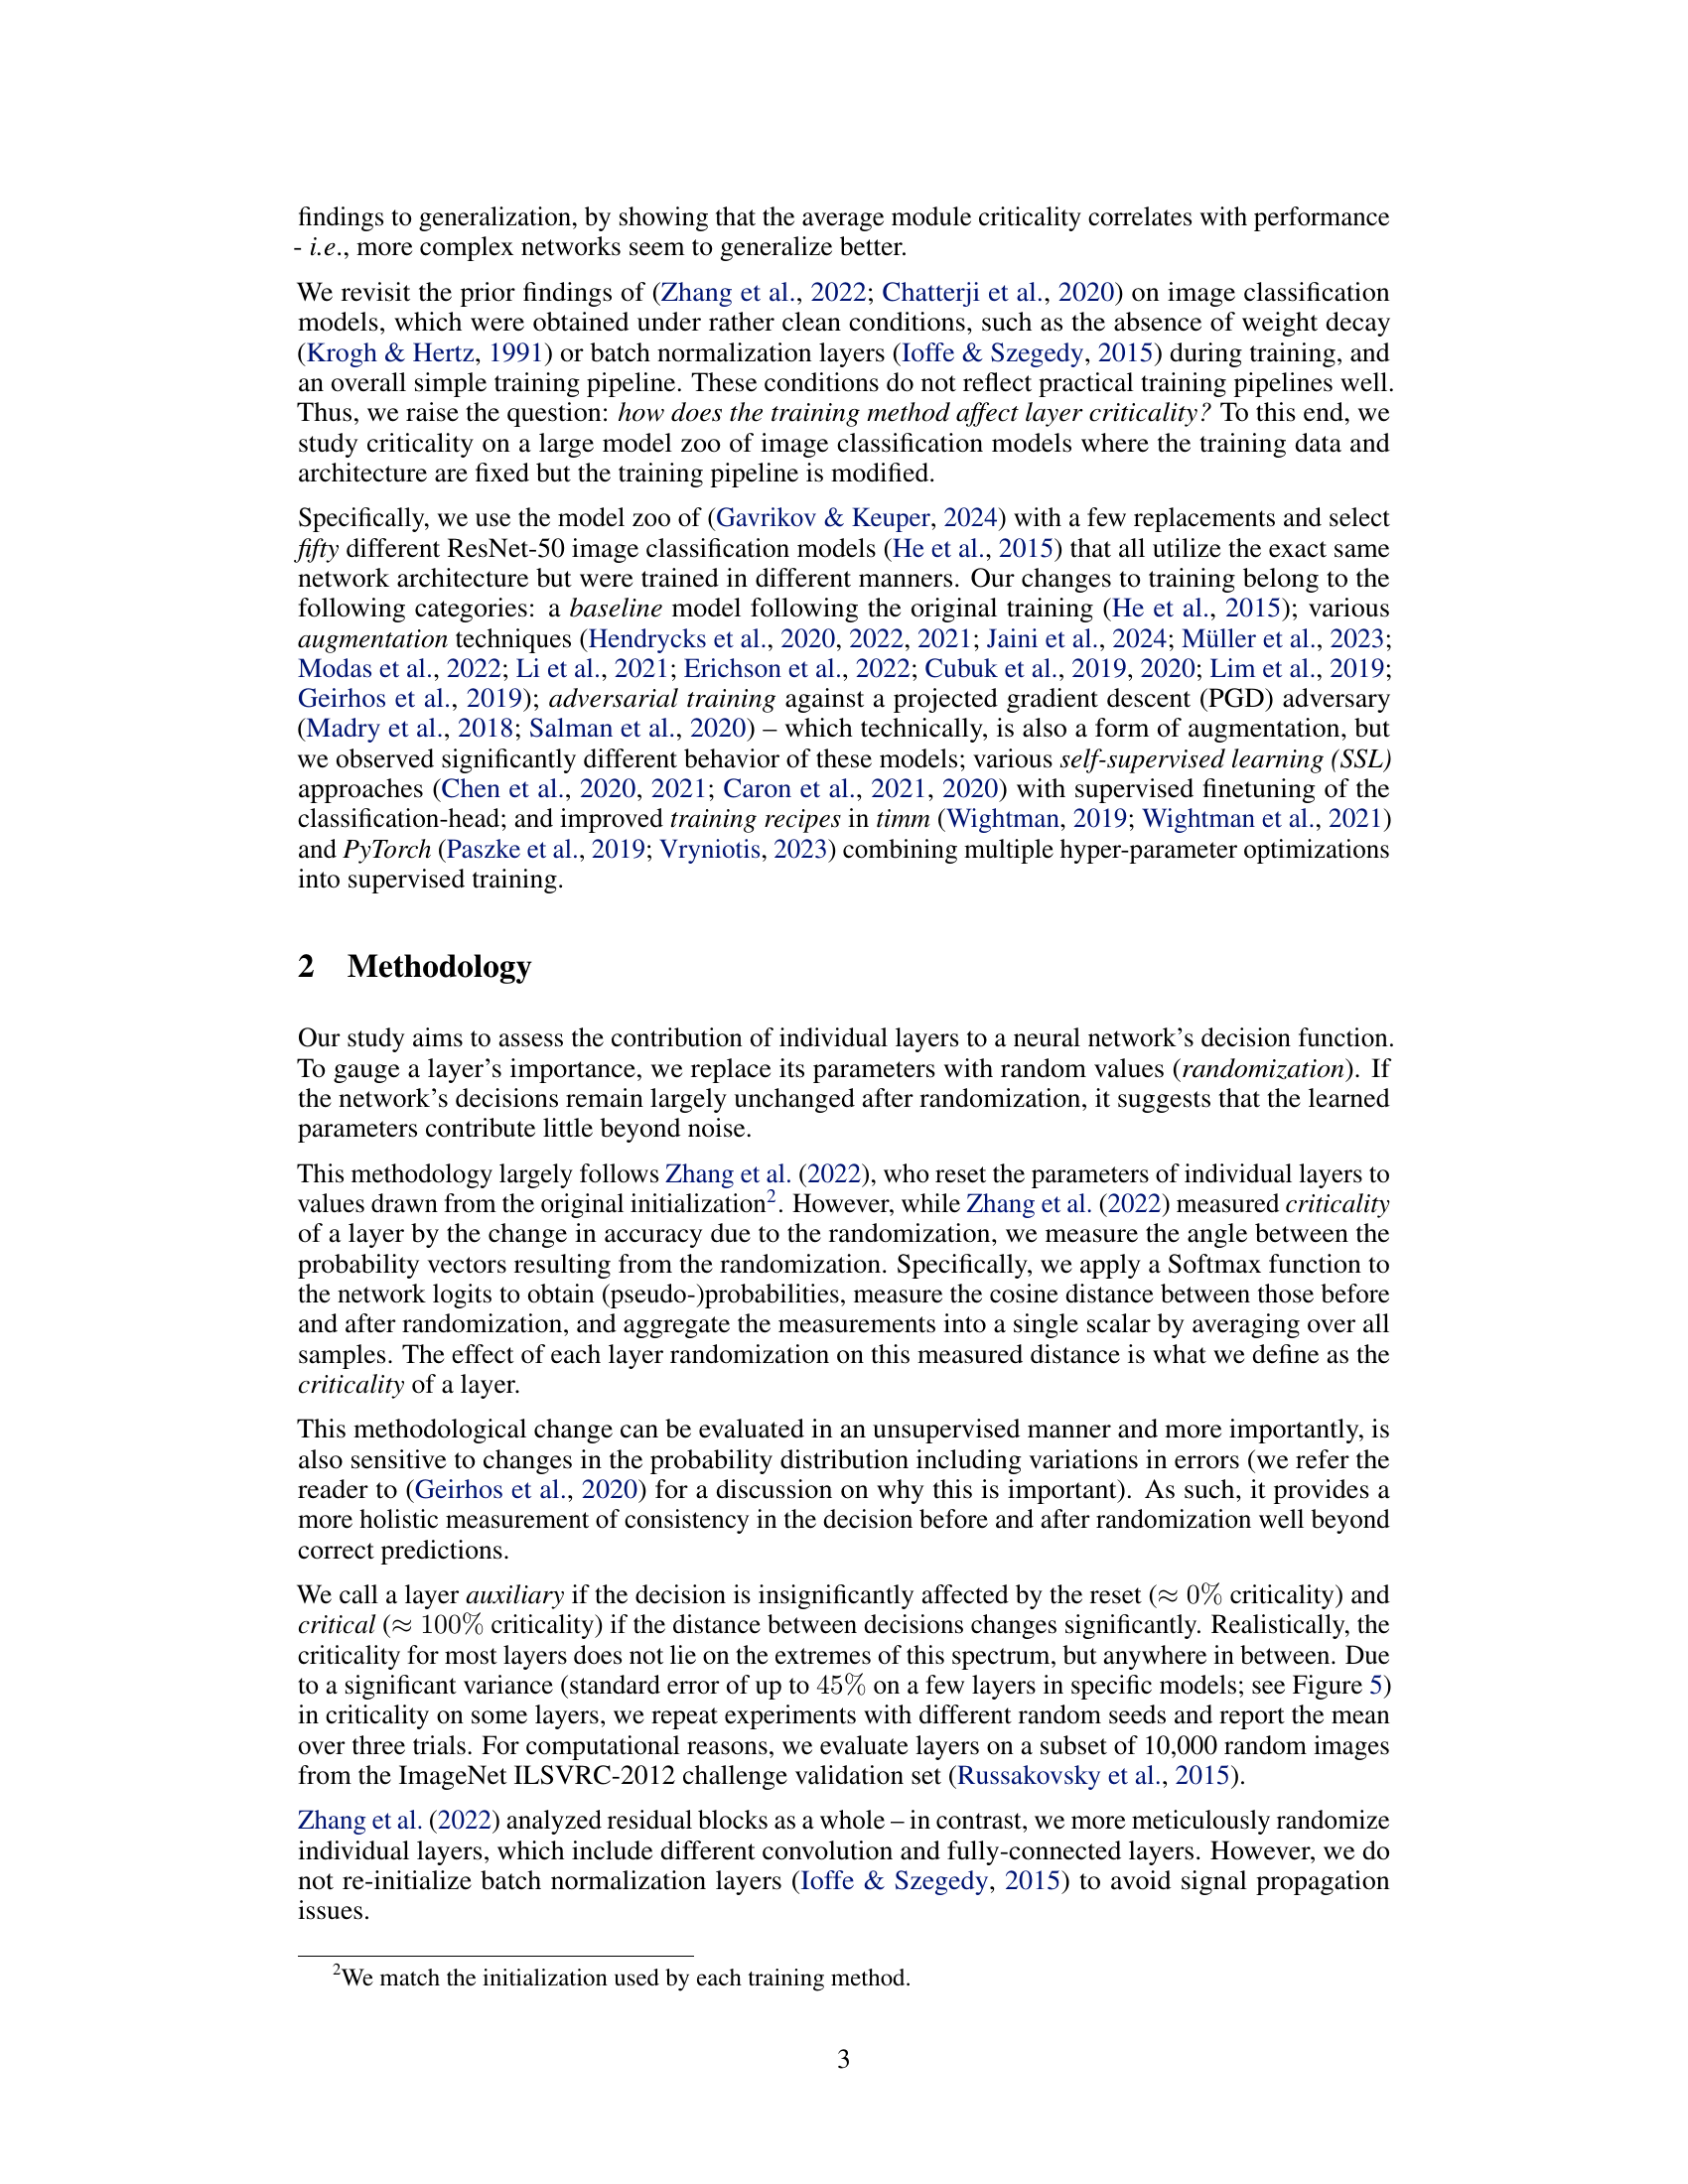 findings to generalization, by showing that the average module criticality correlates with performance
- i.e., more complex networks seem to generalize better.
We revisit the prior findings of (Zhang et al., 2022; Chatterji et al., 2020) on image classification
models, which were obtained under rather clean conditions, such as the absence of weight decay
(Krogh & Hertz, 1991) or batch normalization layers (Ioffe & Szegedy, 2015) during training, and
an overall simple training pipeline. These conditions do not reflect practical training pipelines well.
Thus, we raise the question: how does the training method affect layer criticality? To this end, we
study criticality on a large model zoo of image classification models where the training data and
architecture are fixed but the training pipeline is modified.
Specifically, we use the model zoo of (Gavrikov & Keuper, 2024) with a few replacements and select
fifty different ResNet-50 image classification models (He et al., 2015) that all utilize the exact same
network architecture but were trained in different manners. Our changes to training belong to the
following categories: a baseline model following the original training (He et al., 2015); various
augmentation techniques (Hendrycks et al., 2020, 2022, 2021; Jaini et al., 2024; Müller et al., 2023;
Modas et al., 2022; Li et al., 2021; Erichson et al., 2022; Cubuk et al., 2019, 2020; Lim et al., 2019;
Geirhos et al., 2019); adversarial training against a projected gradient descent (PGD) adversary
(Madry et al., 2018; Salman et al., 2020) – which technically, is also a form of augmentation, but
we observed significantly different behavior of these models; various self-supervised learning (SSL)
approaches (Chen et al., 2020, 2021; Caron et al., 2021, 2020) with supervised finetuning of the
classification-head; and improved training recipes in timm (Wightman, 2019; Wightman et al., 2021)
and PyTorch (Paszke et al., 2019; Vryniotis, 2023) combining multiple hyper-parameter optimizations
into supervised training.
2 Methodology
Our study aims to assess the contribution of individual layers to a neural network's decision function.
To gauge a layer's importance, we replace its parameters with random values (randomization). If
the network's decisions remain largely unchanged after randomization, it suggests that the learned
parameters contribute little beyond noise.
This methodology largely follows Zhang et al. (2022), who reset the parameters of individual layers to
values drawn from the original initialization². However, while Zhang et al. (2022) measured criticality
of a layer by the change in accuracy due to the randomization, we measure the angle between the
probability vectors resulting from the randomization. Specifically, we apply a Softmax function to
the network logits to obtain (pseudo-)probabilities, measure the cosine distance between those before
and after randomization, and aggregate the measurements into a single scalar by averaging over all
samples. The effect of each layer randomization on this measured distance is what we define as the
criticality of a layer.
This methodological change can be evaluated in an unsupervised manner and more importantly, is
also sensitive to changes in the probability distribution including variations in errors (we refer the
reader to (Geirhos et al., 2020) for a discussion on why this is important). As such, it provides a
more holistic measurement of consistency in the decision before and after randomization well beyond
correct predictions.
We call a layer auxiliary if the decision is insignificantly affected by the reset (≈ 0% criticality) and
critical (≈ 100% criticality) if the distance between decisions changes significantly. Realistically, the
criticality for most layers does not lie on the extremes of this spectrum, but anywhere in between. Due
to a significant variance (standard error of up to 45% on a few layers in specific models; see Figure 5)
in criticality on some layers, we repeat experiments with different random seeds and report the mean
over three trials. For computational reasons, we evaluate layers on a subset of 10,000 random images
from the ImageNet ILSVRC-2012 challenge validation set (Russakovsky et al., 2015).
Zhang et al. (2022) analyzed residual blocks as a whole – in contrast, we more meticulously randomize
individual layers, which include different convolution and fully-connected layers. However, we do
not re-initialize batch normalization layers (Ioffe & Szegedy, 2015) to avoid signal propagation
issues.
²We match the initialization used by each training method.
3